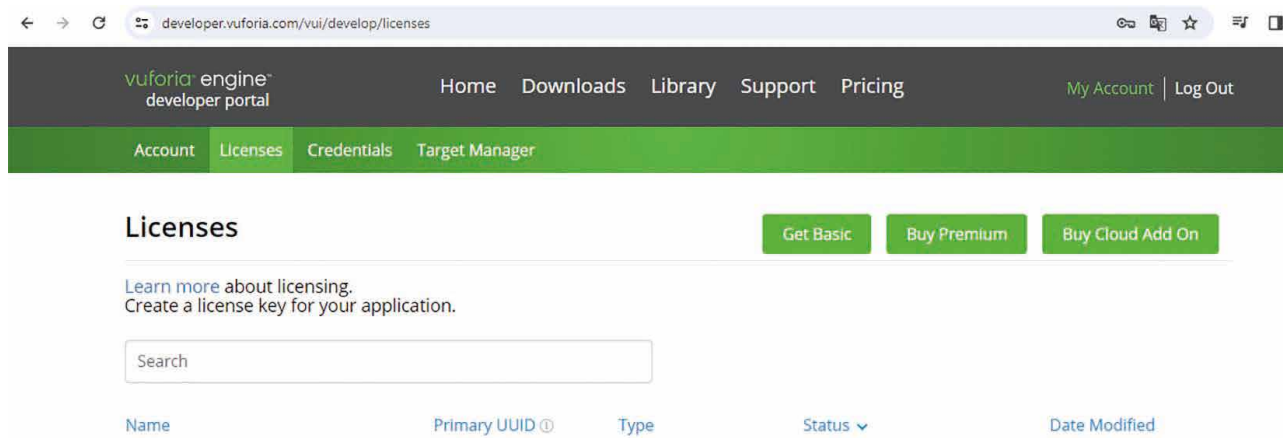 developer.vuforia.com/vui/develop/licenses
vuforia engine™
developer portal
Home Downloads Library Support Pricing
My Account | Log Out
Account Licenses Credentials Target Manager
Licenses
Get Basic Buy Premium Buy Cloud Add On
Learn more about licensing.
Create a license key for your application.
Search
Name Primary UUID Type Status Date Modified